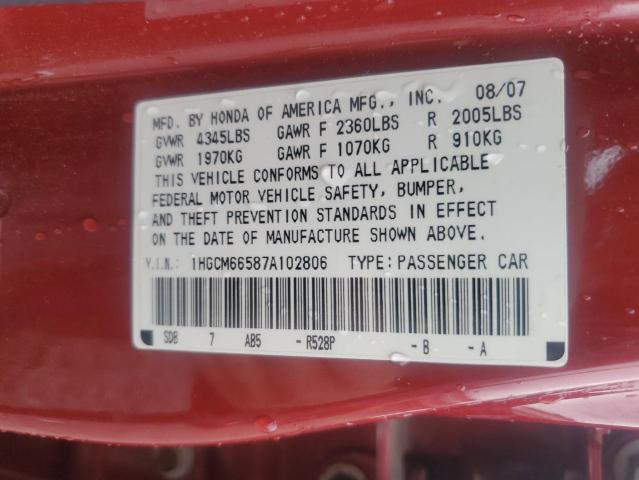 MFD. BY HONDA OF AMERICA MFG., INC. 08/07
GVWR 4345LBS GAWR F 2360LBS R 2005LBS
GVWR 1970KG GAWR F 1070KG R 910KG
THIS VEHICLE CONFORMS TO ALL APPLICABLE
FEDERAL MOTOR VEHICLE SAFETY, BUMPER,
AND THEFT PREVENTION STANDARDS IN EFFECT
ON THE DATE OF MANUFACTURE SHOWN ABOVE.
V.I.N.: 1HGCM66587A102806 TYPE: PASSENGER CAR
SDB 7 AB5 - R528P - B - A